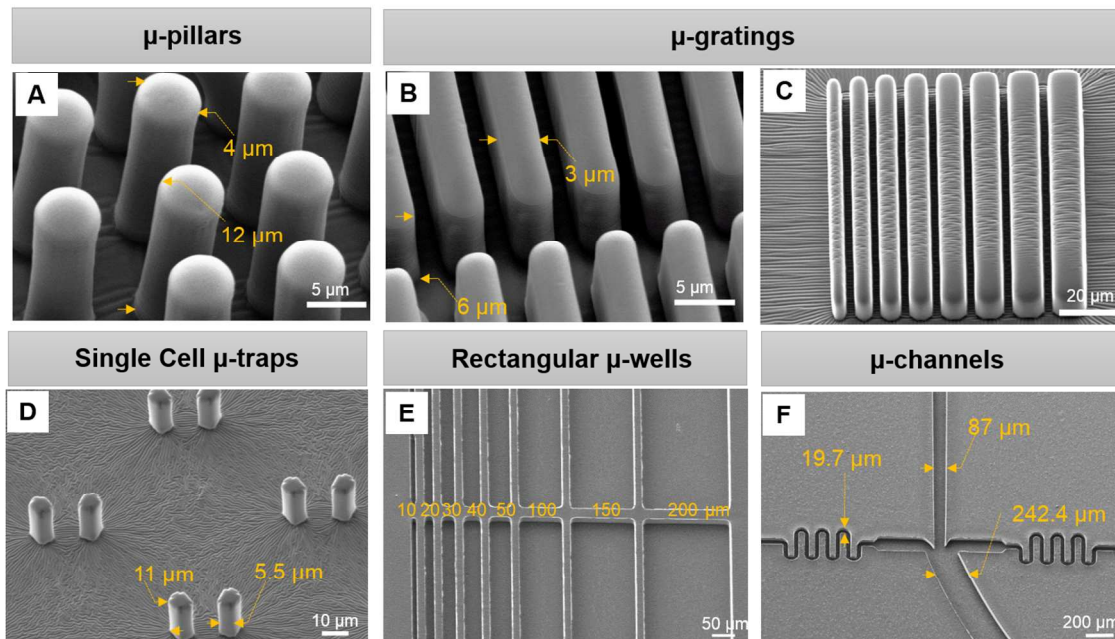 µ-pillars
µ-gratings
A
4 µm
12 µm
5 µm
B
3 µm
6 µm
5 µm
C
20 µm
Single Cell µ-traps
Rectangular µ-wells
µ-channels
D
11 µm
5.5 µm
10 µm
E
10 20 30 40 50 100 150 200 µm
50 µm
F
87 µm
19.7 µm
242.4 µm
200 µm